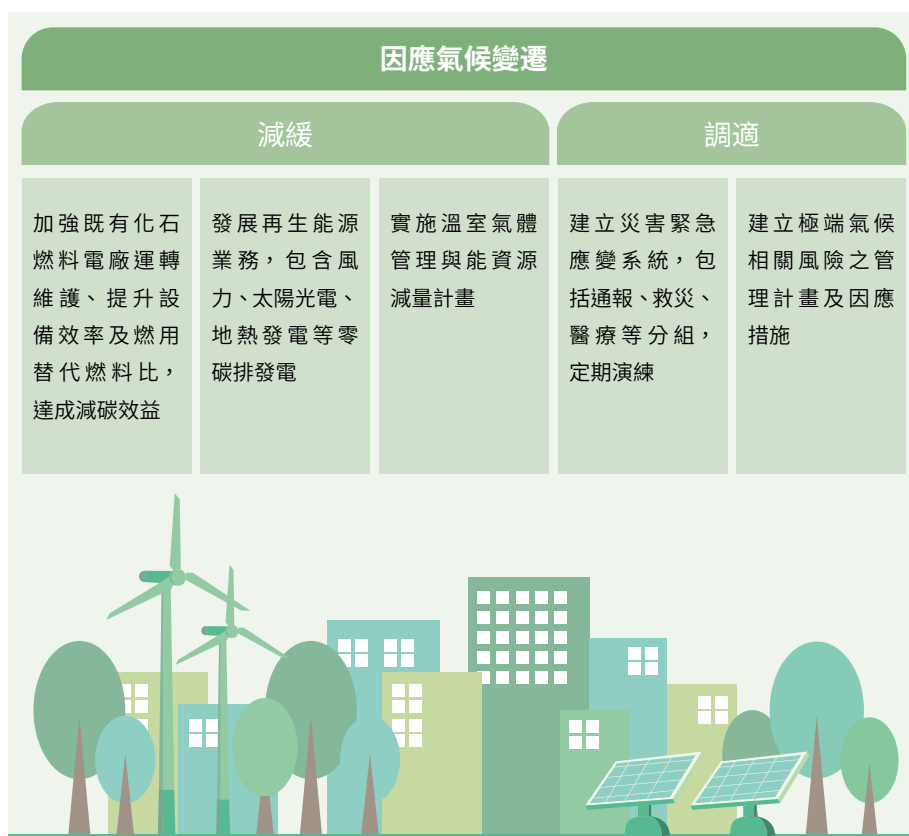 因應氣候變遷
減緩
調適
加強既有化石
燃料電廠運轉
維護、提升設
備效率及燃用
替代燃料比，
達成減碳效益
發展再生能源
業務，包含風
力、太陽光電、
地熱發電等零
碳排發電
實施溫室氣體
管理與能資源
減量計畫
建立災害緊急
應變系統，包
括通報、救災、
醫療等分組，
定期演練
建立極端氣候
相關風險之管
理計畫及因應
措施